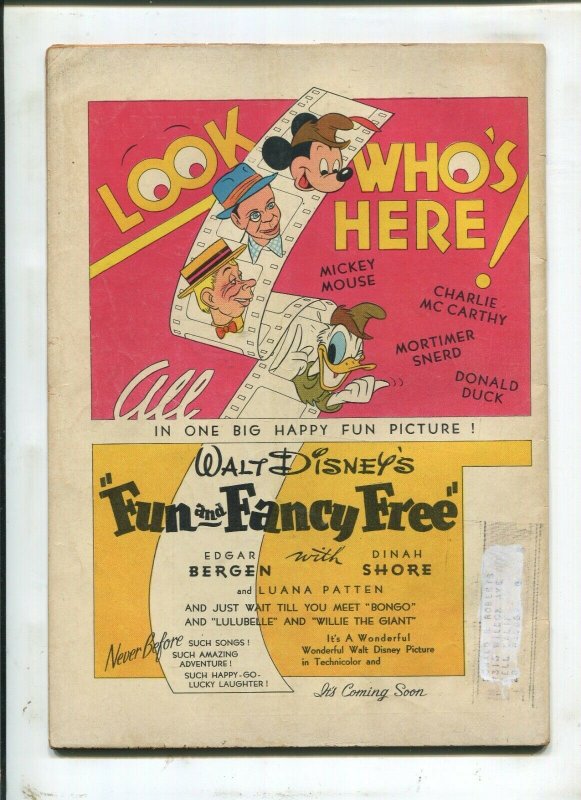 LOOK
WHO'S
HERE!
MICKEY
MOUSE
CHARLIE
MC CARTHY
MORTIMER
SNERD
DONALD
DUCK
All
IN ONE BIG HAPPY FUN PICTURE !
WALT DISNEY'S
"Fun and Fancy Free"
EDGAR
BERGEN
with
DINAH
SHORE
and LUANA PATTEN
AND JUST WAIT TILL YOU MEET "BONGO"
AND "LULUBELLE" AND "WILLIE THE GIANT"
Never Before
SUCH SONGS !
SUCH AMAZING
ADVENTURE !
SUCH HAPPY-GO-
LUCKY LAUGHTER !
It's A Wonderful
Wonderful Walt Disney Picture
in Technicolor and
It's Coming Soon
ROBERTS